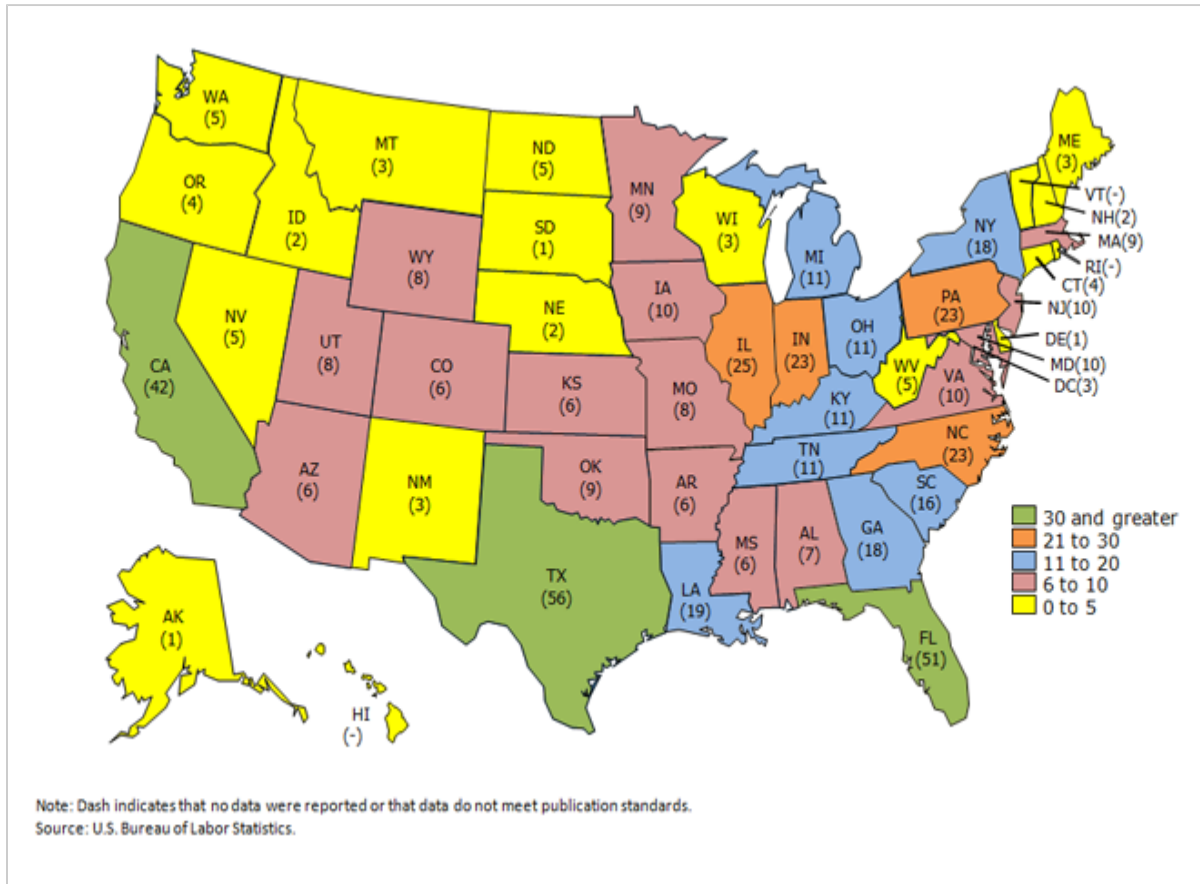 WA
(5)
MT
(3)
ND
(5)
OR
(4)
ID
(2)
MN
(9)
WI
(3)
ME
(3)
VT(-)
NH(2)
MA(9)
RI(-)
CT(4)
NJ(10)
DE(1)
MD(10)
DC(3)
SD
(1)
WY
(8)
MI
(11)
NY
(18)
IA
(10)
NE
(2)
PA
(23)
NV
(5)
UT
(8)
CO
(6)
IL
(25)
IN
(23)
OH
(11)
WV
(5)
VA
(10)
CA
(42)
KS
(6)
MO
(8)
KY
(11)
NC
(23)
TN
(11)
AZ
(6)
NM
(3)
OK
(9)
AR
(6)
SC
(16)
MS
(6)
AL
(7)
GA
(18)
TX
(56)
LA
(19)
FL
(51)
AK
(1)
HI
(-)
30 and greater
21 to 30
11 to 20
6 to 10
0 to 5
Note: Dash indicates that no data were reported or that data do not meet publication standards.
Source: U.S. Bureau of Labor Statistics.